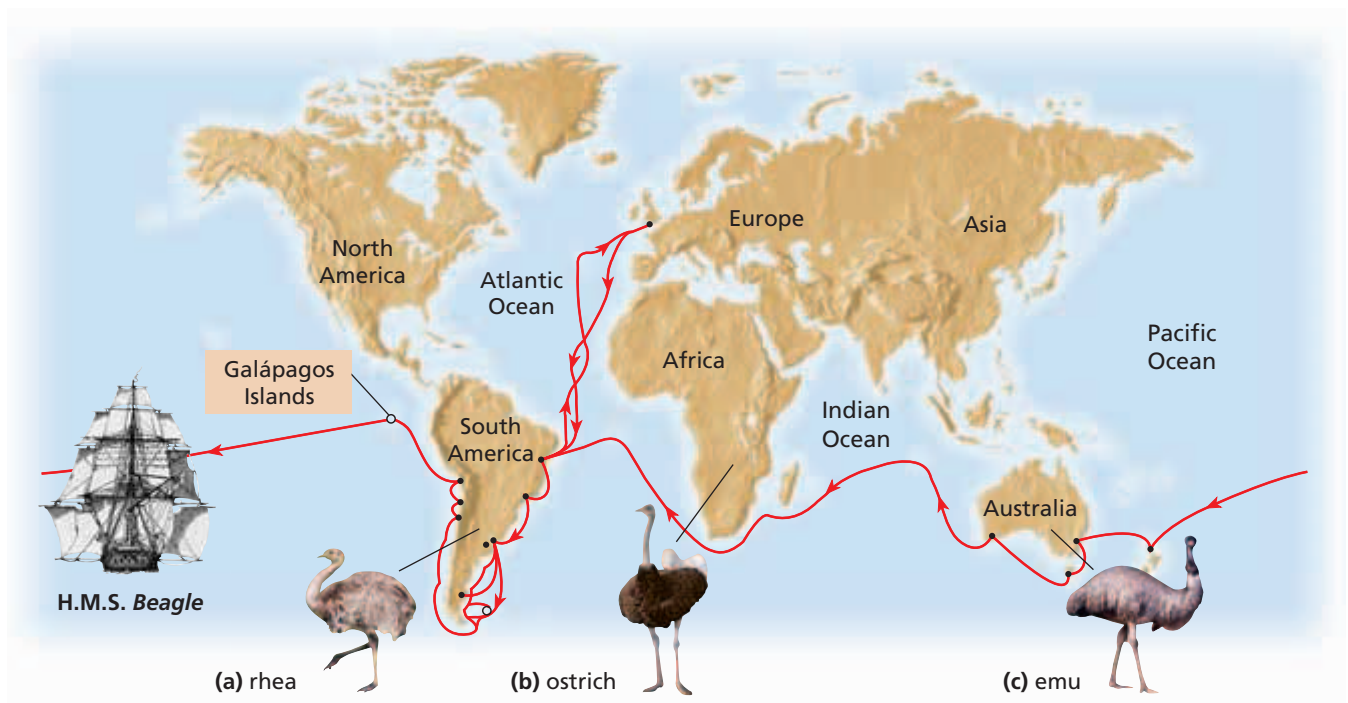 North
America
Europe
Asia
Atlantic
Ocean
Pacific
Ocean
Africa
Galápagos
Islands
South
America
Indian
Ocean
Australia
H.M.S. Beagle
(a) rhea
(b) ostrich
(c) emu